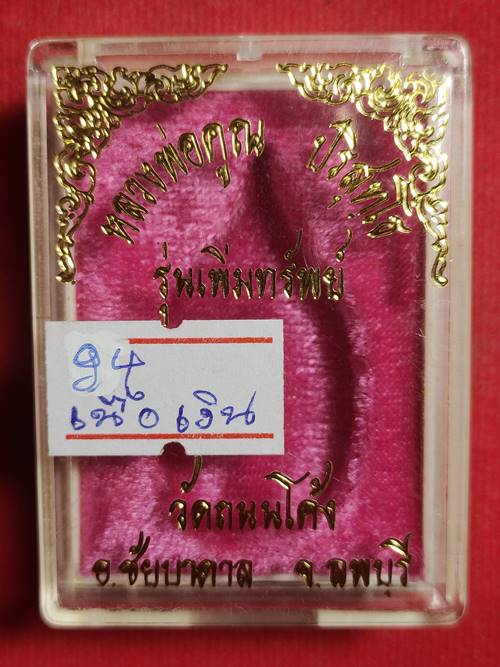 หลวงพ่อคูณ ปริสุทฺโธ
รุ่นเพิ่มทรัพย์
เนื้อเงิน
วัดถนนโค้ง
อ.ชัยบาดาล จ.ลพบุรี